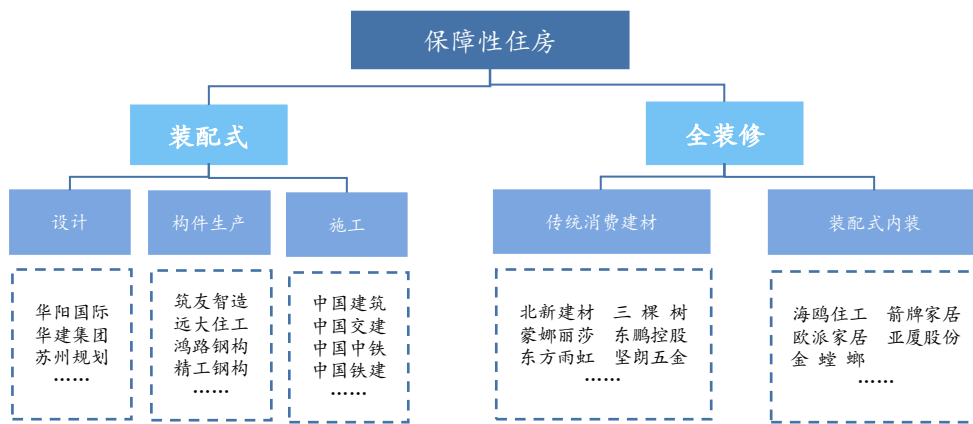 保障性住房
装配式
全装修
设计
构件生产
施工
传统消费建材
装配式内装
华阳国际
华建集团
苏州规划
……
筑友智造
远大住工
鸿路钢构
精工钢构
……
中国建筑
中国交建
中国中铁
中国铁建
……
北新建材 三 棵 树
蒙娜丽莎 东鹏控股
东方雨虹 坚朗五金
……
海鸥住工 箭牌家居
欧派家居 亚厦股份
金 螳 螂
……